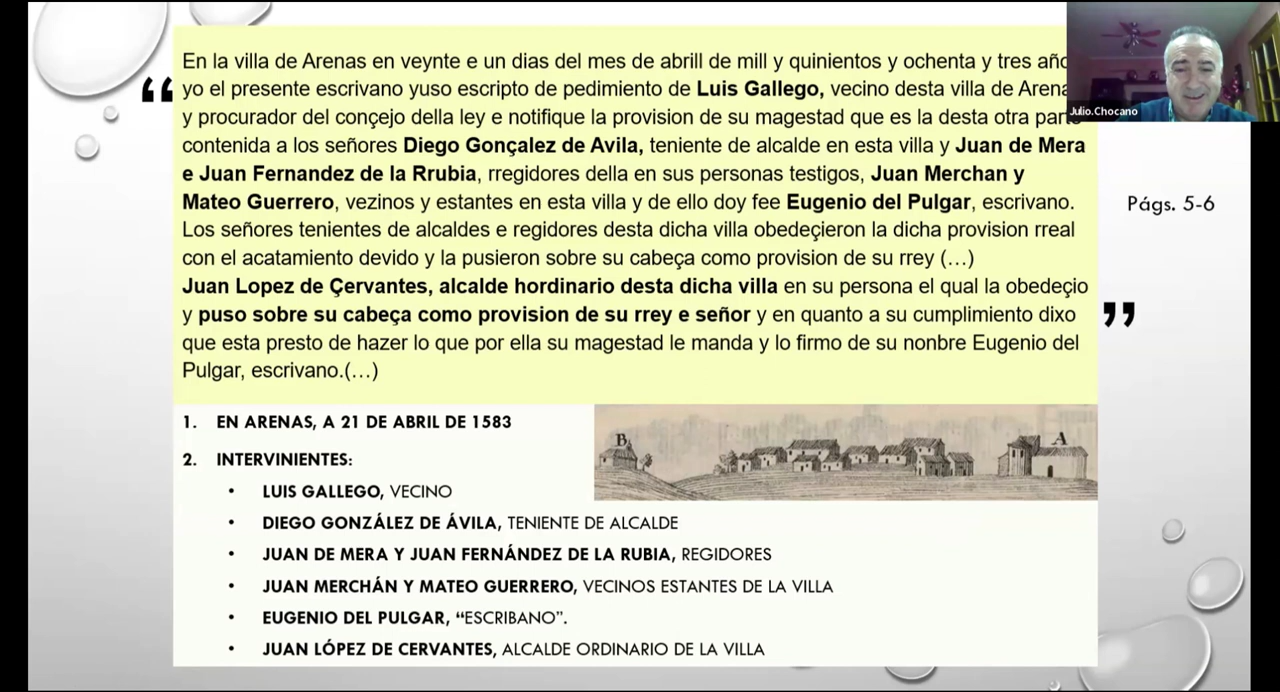 “
En la villa de Arenas en veynte e un dias del mes de abrill de mill y quinientos y ochenta y tres
yo el presente escrivano yuso escripto de pedimiento de Luis Gallego, vecino desta villa de
y procurador del conçejo della ley e notifique la provision de su magestad que es la desta otra
contenida a los señores Diego Gonçalez de Avila, teniente de alcalde en esta villa y Juan de Mera
e Juan Fernandez de la Rrubia, rregidores della en sus personas testigos, Juan Merchan y
Mateo Guerrero, vezinos y estantes en esta villa y de ello doy fee Eugenio del Pulgar, escrivano.
Los señores tenientes de alcaldes e regidores desta dicha villa obedeçieron la dicha provision rreal
con el acatamiento devido y la pusieron sobre su cabeça como provision de su rrey (…)
Juan Lopez de Çervantes, alcalde hordinario desta dicha villa en su persona el qual la obedeçio
y puso sobre su cabeça como provision de su rrey e señor y en quanto a su cumplimiento dixo
que esta presto de hazer lo que por ella su magestad le manda y lo firmo de su nonbre Eugenio del
Pulgar, escrivano.(…)
”
Julio.Chocano
Págs. 5-6
1. EN ARENAS, A 21 DE ABRIL DE 1583
2. INTERVINIENTES:
• LUIS GALLEGO, VECINO
• DIEGO GONZÁLEZ DE ÁVILA, TENIENTE DE ALCALDE
• JUAN DE MERA Y JUAN FERNÁNDEZ DE LA RUBIA, REGIDORES
• JUAN MERCHÁN Y MATEO GUERRERO, VECINOS ESTANTES DE LA VILLA
• EUGENIO DEL PULGAR, “ESCRIBANO”.
• JUAN LÓPEZ DE CERVANTES, ALCALDE ORDINARIO DE LA VILLA
B
A